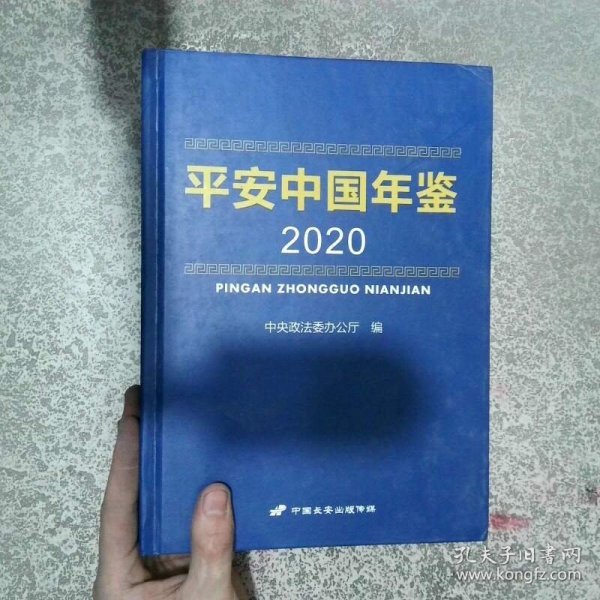 平安中国年鉴
2020
PINGAN ZHONGGUO NIANJIAN
中央政法委办公厅 编
中国长安出版传媒
孔夫子旧书网
www.kongfz.com